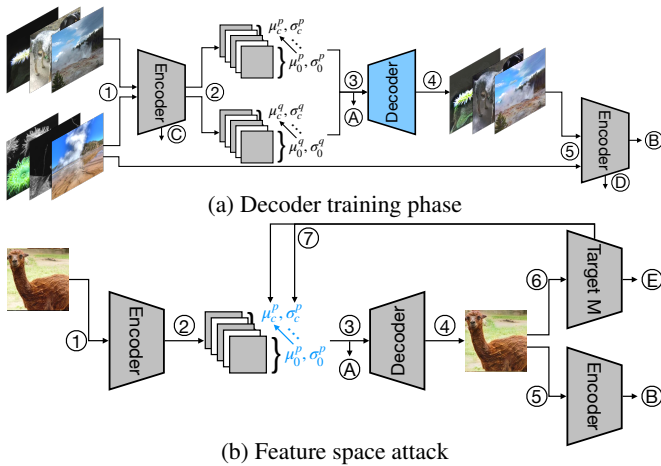 μ_c^p, σ_c^p
μ_0^p, σ_0^p
① Encoder ② ③ Decoder ④
Ⓐ
Ⓒ
μ_c^q, σ_c^q
μ_0^q, σ_0^q
⑤ Encoder Ⓑ
Ⓓ
(a) Decoder training phase
⑦
μ_c^p, σ_c^p
μ_0^p, σ_0^p
① Encoder ② ③ Decoder ④
Ⓐ
⑥ Target M Ⓔ
⑤ Encoder Ⓑ
(b) Feature space attack